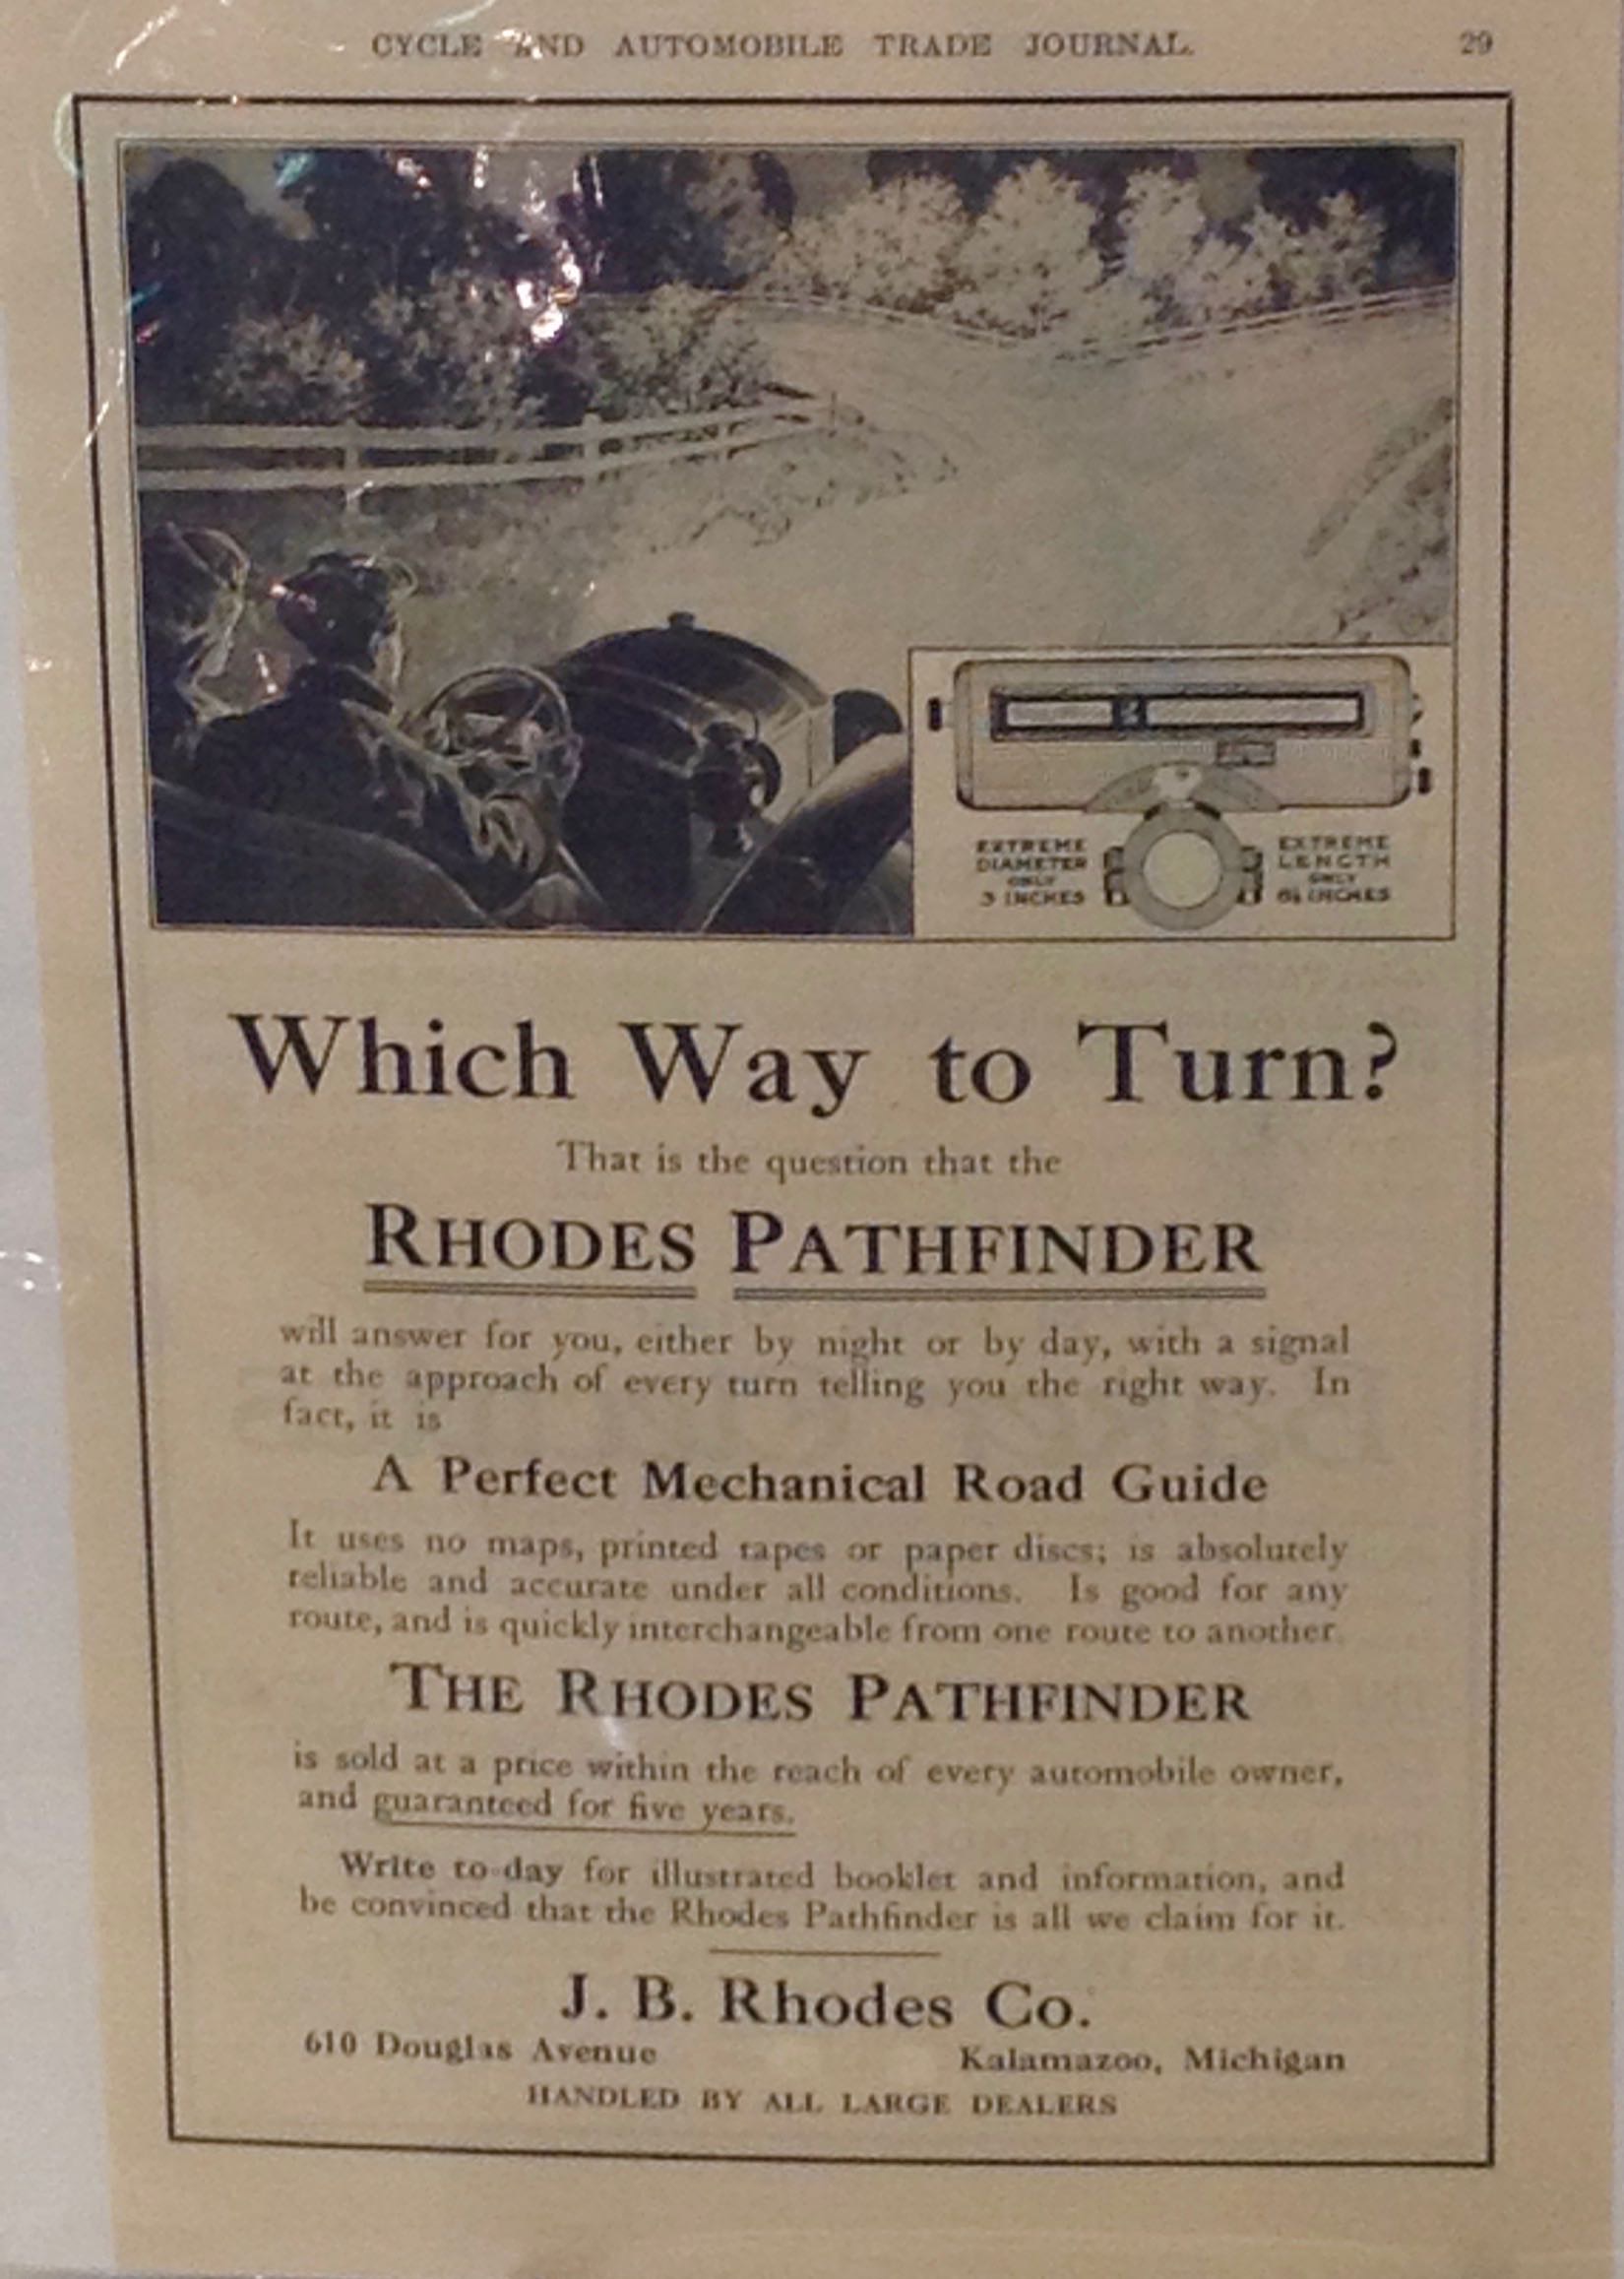 CYCLE AND AUTOMOBILE TRADE JOURNAL. 29
EXTREME
DIAMETER
ONLY
3 INCHES
EXTREME
LENGTH
ONLY
INCHES
Which Way to Turn?
That is the question that the
RHODES PATHFINDER
will answer for you, either by night or by day, with a signal
at the approach of every turn telling you the right way. In
fact, it is
A Perfect Mechanical Road Guide
It uses no maps, printed tapes or paper discs; is absolutely
reliable and accurate under all conditions. Is good for any
route, and is quickly interchangeable from one route to another.
THE RHODES PATHFINDER
is sold at a price within the reach of every automobile owner,
and guaranteed for five years.
Write to-day for illustrated booklet and information, and
be convinced that the Rhodes Pathfinder is all we claim for it.
J. B. Rhodes Co.
610 Douglas Avenue Kalamazoo, Michigan
HANDLED BY ALL LARGE DEALERS